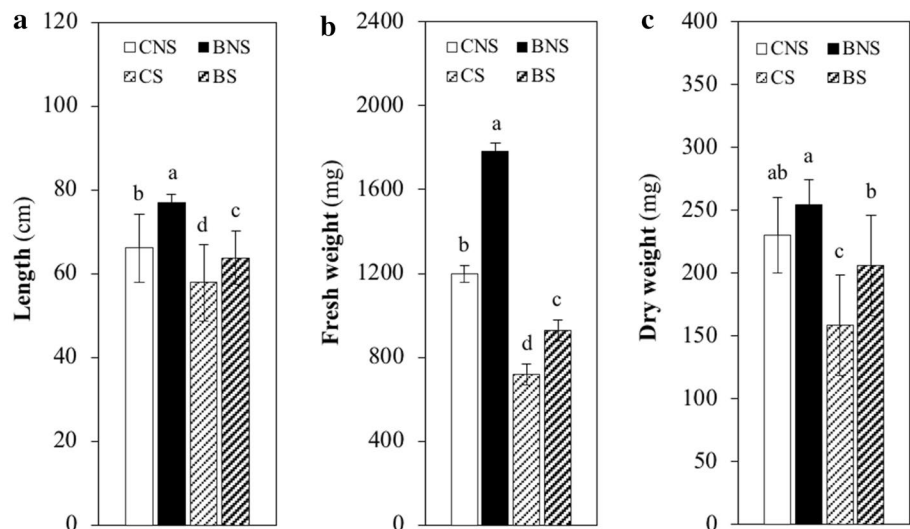 a
120
100
80
60
40
20
0
Length (cm)
CNS BNS
CS BS
b
a
d
c
b
2400
2000
1600
1200
800
400
0
Fresh weight (mg)
CNS BNS
CS BS
b
a
d
c
c
400
350
300
250
200
150
100
50
0
Dry weight (mg)
CNS BNS
CS BS
ab
a
c
b